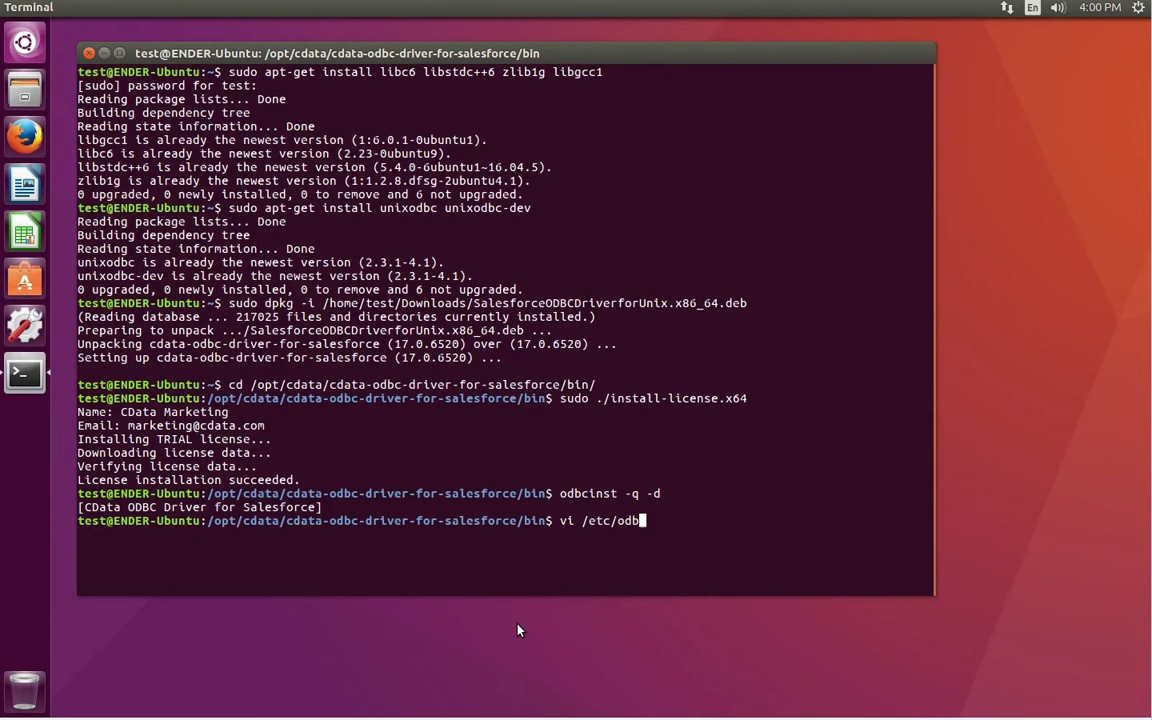 Terminal
En
4:00 PM
test@ENDER-Ubuntu: /opt/cdata/cdata-odbc-driver-for-salesforce/bin
test@ENDER-Ubuntu:~$ sudo apt-get install libc6 libstdc++6 zlib1g libgcc1
[sudo] password for test:
Reading package lists... Done
Building dependency tree
Reading state information... Done
libgcc1 is already the newest version (1:6.0.1-0ubuntu1).
libc6 is already the newest version (2.23-0ubuntu9).
libstdc++6 is already the newest version (5.4.0-6ubuntu1~16.04.5).
zlib1g is already the newest version (1:1.2.8.dfsg-2ubuntu4.1).
0 upgraded, 0 newly installed, 0 to remove and 6 not upgraded.
test@ENDER-Ubuntu:~$ sudo apt-get install unixodbc unixodbc-dev
Reading package lists... Done
Building dependency tree
Reading state information... Done
unixodbc is already the newest version (2.3.1-4.1).
unixodbc-dev is already the newest version (2.3.1-4.1).
0 upgraded, 0 newly installed, 0 to remove and 6 not upgraded.
test@ENDER-Ubuntu:~$ sudo dpkg -i /home/test/Downloads/SalesforceODBCDriverforUnix.x86_64.deb
(Reading database ... 217025 files and directories currently installed.)
Preparing to unpack .../SalesforceODBCDriverforUnix.x86_64.deb ...
Unpacking cdata-odbc-driver-for-salesforce (17.0.6520) over (17.0.6520) ...
Setting up cdata-odbc-driver-for-salesforce (17.0.6520) ...
test@ENDER-Ubuntu:~$ cd /opt/cdata/cdata-odbc-driver-for-salesforce/bin/
test@ENDER-Ubuntu:/opt/cdata/cdata-odbc-driver-for-salesforce/bin$ sudo ./install-license.x64
Name: CData Marketing
Email: marketing@cdata.com
Installing TRIAL license...
Downloading license data...
Verifying license data...
License installation succeeded.
test@ENDER-Ubuntu:/opt/cdata/cdata-odbc-driver-for-salesforce/bin$ odbcinst -q -d
[CData ODBC Driver for Salesforce]
test@ENDER-Ubuntu:/opt/cdata/cdata-odbc-driver-for-salesforce/bin$ vi /etc/odb